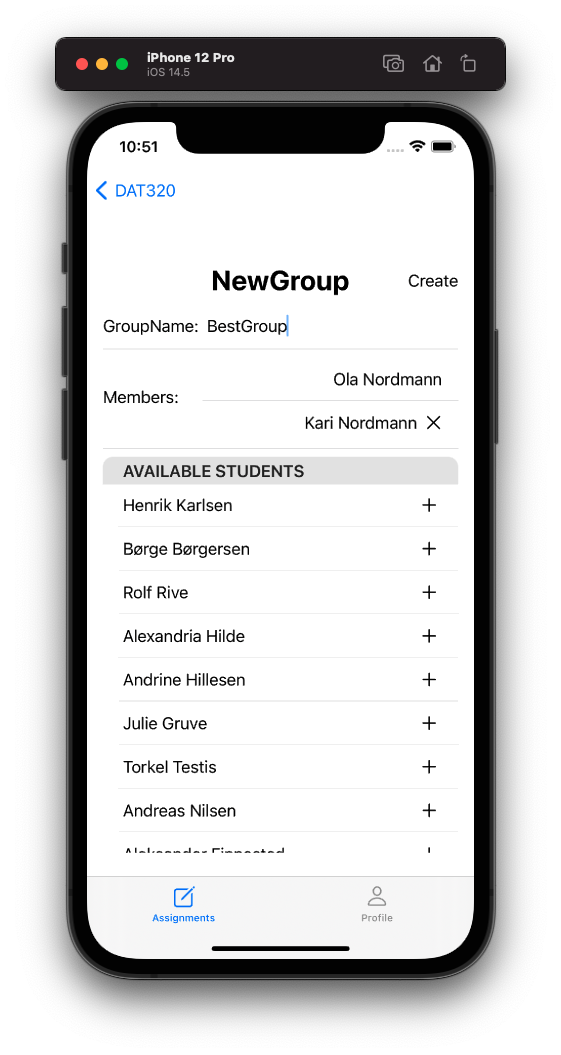 iPhone 12 Pro
iOS 14.5
10:51
DAT320
NewGroup
Create
GroupName: BestGroup
Ola Nordmann
Members:
Kari Nordmann
AVAILABLE STUDENTS
Henrik Karlsen
Børge Børgersen
Rolf Rive
Alexandria Hilde
Andrine Hillesen
Julie Gruve
Torkel Testis
Andreas Nilsen
Assignments
Profile